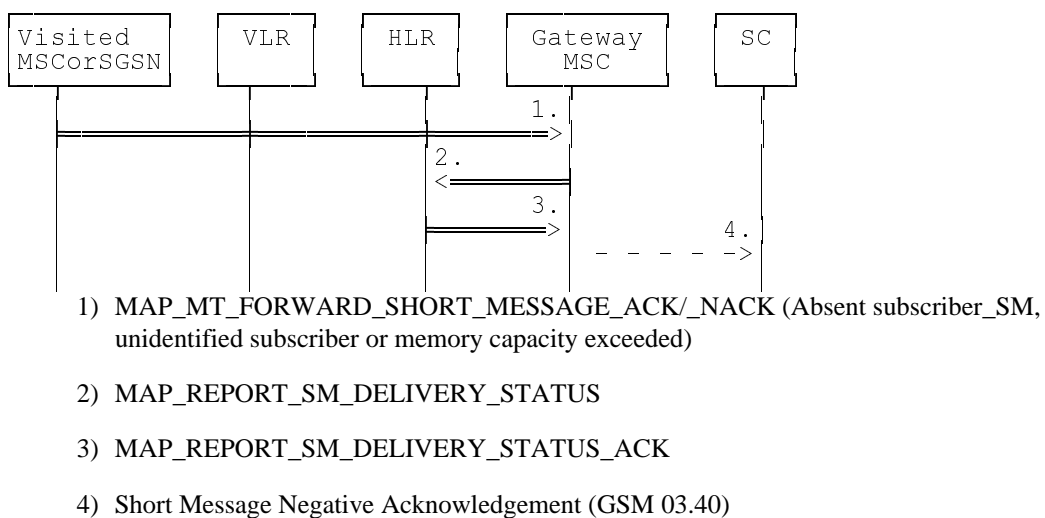 Visited
MSCorSGSN
VLR
HLR
Gateway
MSC
SC
1.
2.
3.
4.
1) MAP_MT_FORWARD_SHORT_MESSAGE_ACK/_NACK (Absent subscriber_SM,
unidentified subscriber or memory capacity exceeded)
2) MAP_REPORT_SM_DELIVERY_STATUS
3) MAP_REPORT_SM_DELIVERY_STATUS_ACK
4) Short Message Negative Acknowledgement (GSM 03.40)